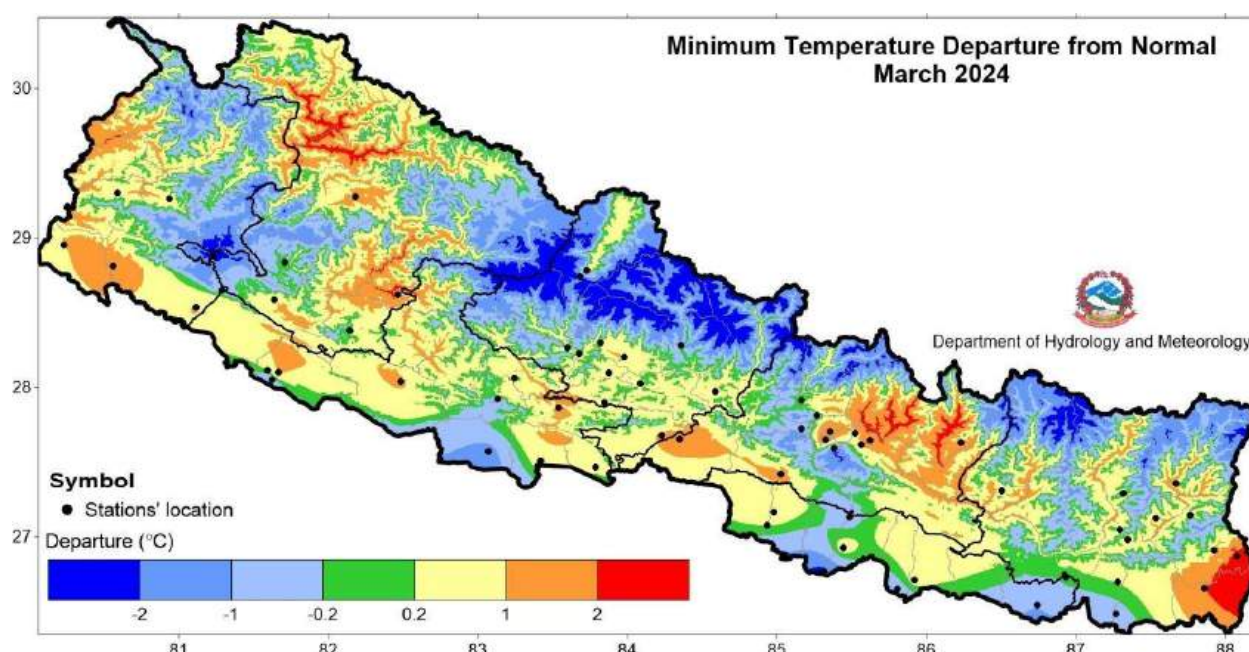 Minimum Temperature Departure from Normal
March 2024
30
29
Department of Hydrology and Meteorology
28
Symbol
Stations' location
27
Departure (°C)
-2 -1 -0.2 0.2 1 2
81 82 83 84 85 86 87 88